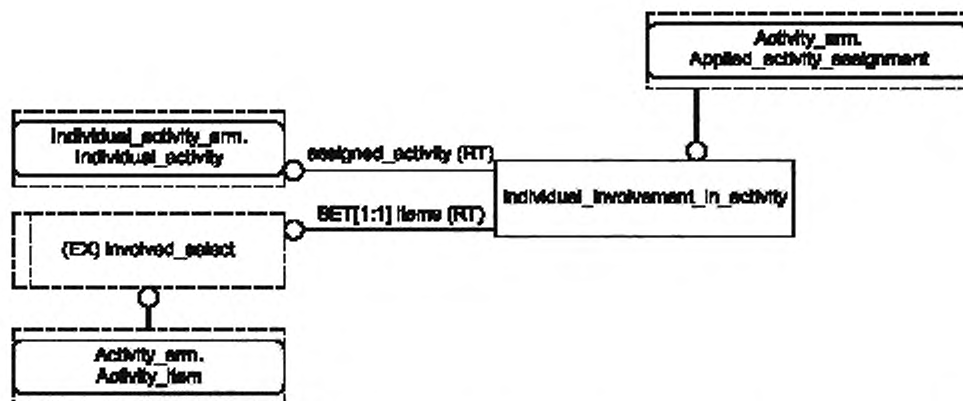 Activity_arm.
Applied_activity_assignment
Individual_activity_arm.
Individual_activity
assigned_activity (RT)
Individual_involvement_in_activity
SET[1:1] items (RT)
(EX) involved_select
Activity_arm.
Activity_item